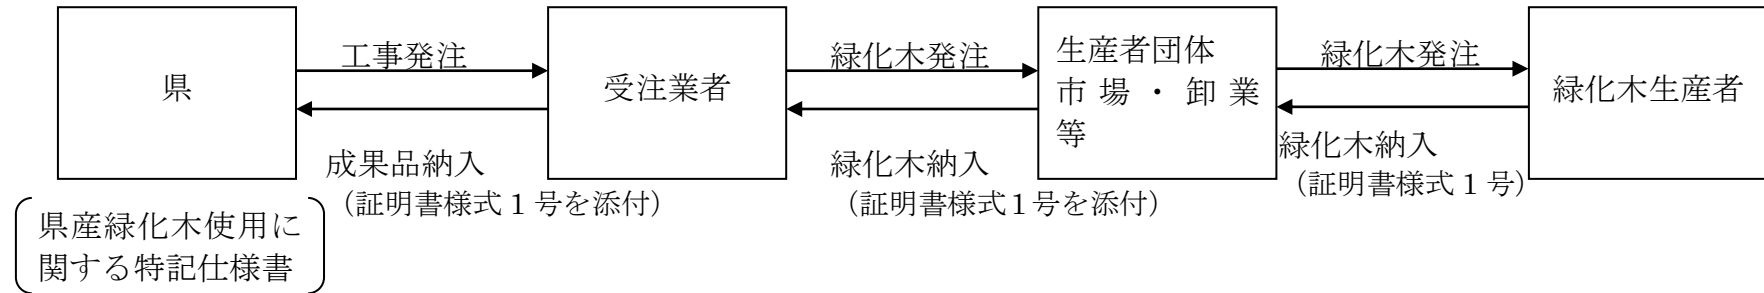 県
工事発注
成果品納入
（証明書様式１号を添付）
県産緑化木使用に
関する特記仕様書
受注業者
緑化木発注
緑化木納入
（証明書様式１号を添付）
生産者団体
市場・卸業
等
緑化木発注
緑化木納入
（証明書様式１号）
緑化木生産者